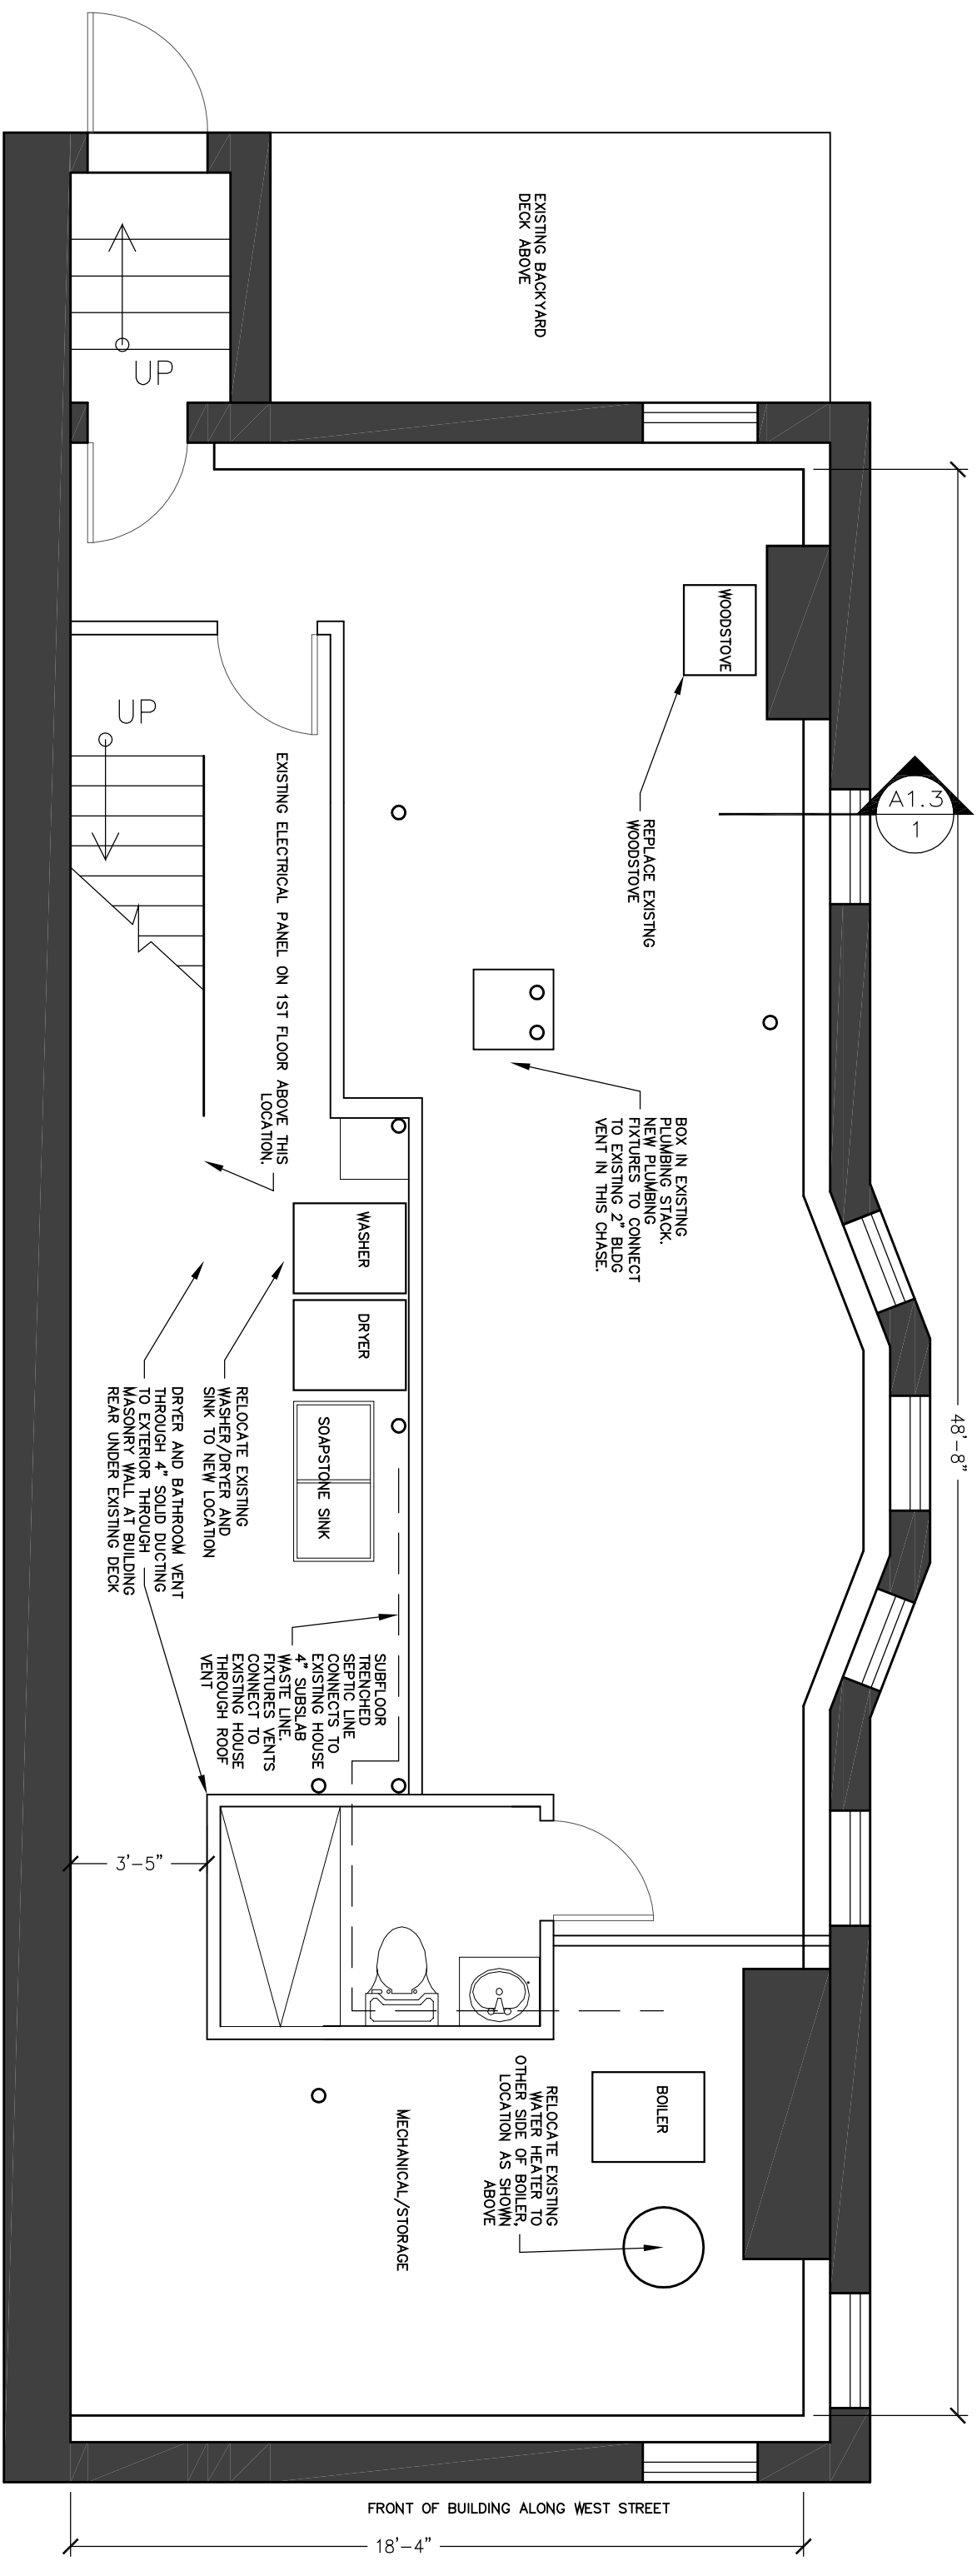 EXISTING BACKYARD
DECK ABOVE
UP
WOODSTOVE
UP
A1.3
1
REPLACE EXISTNG
WOODSTOVE
EXISTING ELECTRICAL PANEL ON 1ST FLOOR ABOVE THIS
LOCATION.
BOX IN EXISTING
PLUMBING STACK.
NEW PLUMBING
FIXTURES TO CONNECT
TO EXISTING 2" BLDG
VENT IN THIS CHASE.
WASHER
DRYER
SOAPSTONE SINK
48'-8"
RELOCATE EXISTING
WASHER/DRYER AND
SINK TO NEW LOCATION
DRYER AND BATHROOM VENT
THROUGH 4" SOLID DUCTING
TO EXTERIOR THROUGH
MASONRY WALL AT BUILDING
REAR UNDER EXISTING DECK
SUBFLOOR
TRENCHED
SEPTIC LINE
CONNECTS TO
EXISTING HOUSE
4" SUBSLAB
WASTE LINE.
FIXTURES VENTS
CONNECT TO
EXISTING HOUSE
THROUGH ROOF
VENT
3'-5"
BOILER
RELOCATE EXISTING
WATER HEATER TO
OTHER SIDE OF BOILER,
LOCATION AS SHOWN
ABOVE
MECHANICAL/STORAGE
FRONT OF BUILDING ALONG WEST STREET
18'-4"